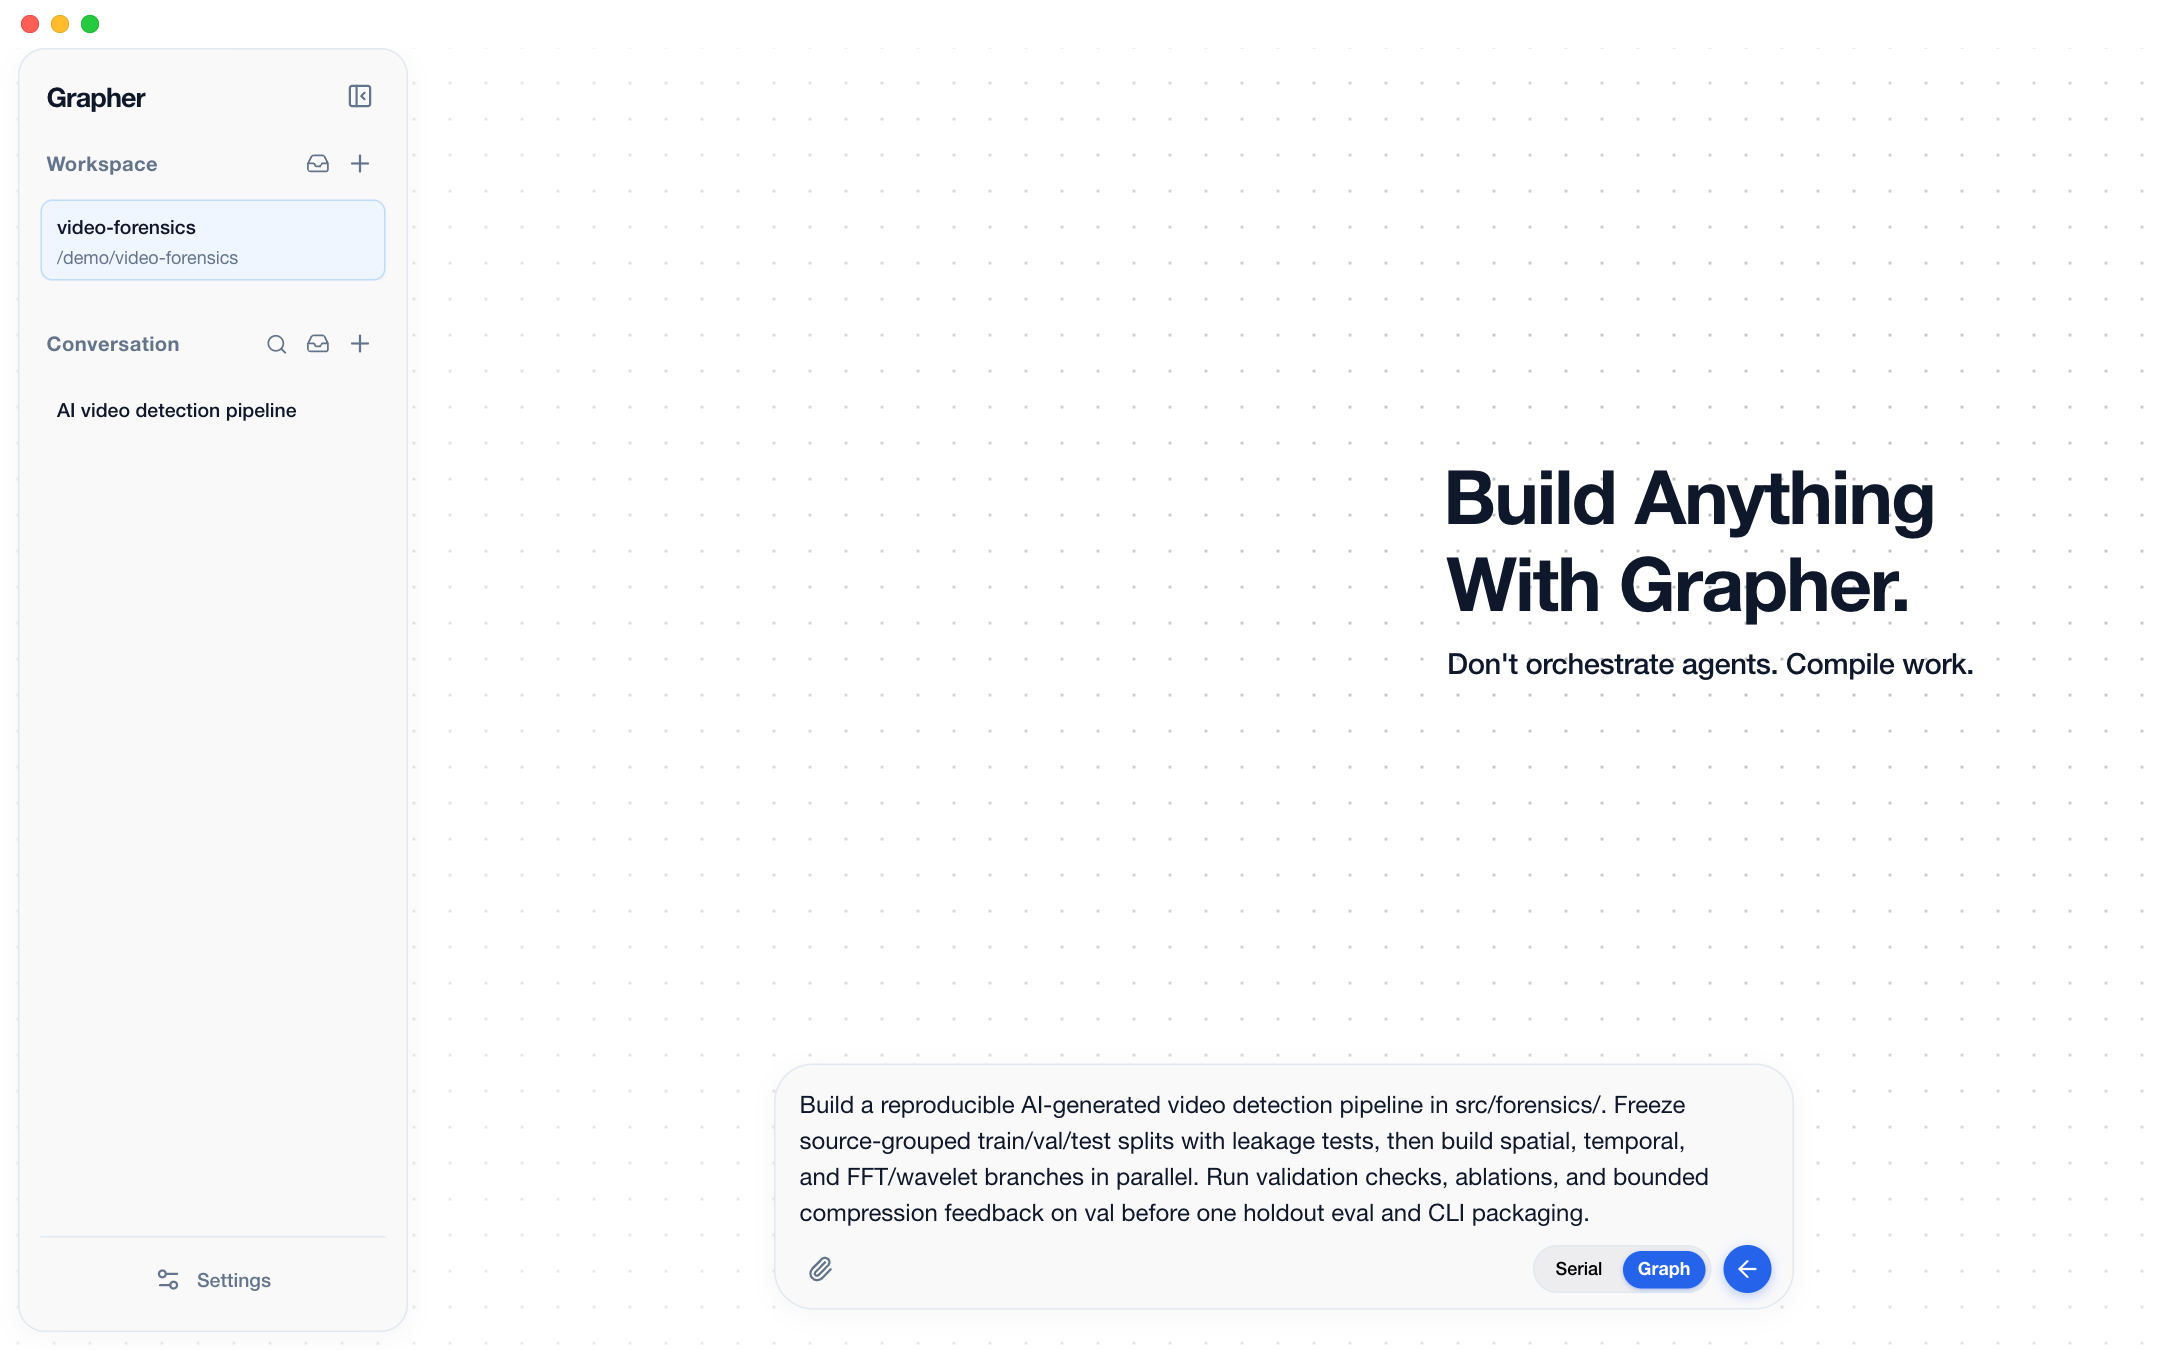 Grapher
Workspace
video-forensics
/demo/video-forensics
Conversation
AI video detection pipeline
Settings
Build Anything
With Grapher.
Don't orchestrate agents. Compile work.
Build a reproducible AI-generated video detection pipeline in src/forensics/. Freeze
source-grouped train/val/test splits with leakage tests, then build spatial, temporal,
and FFT/wavelet branches in parallel. Run validation checks, ablations, and bounded
compression feedback on val before one holdout eval and CLI packaging.
Serial
Graph